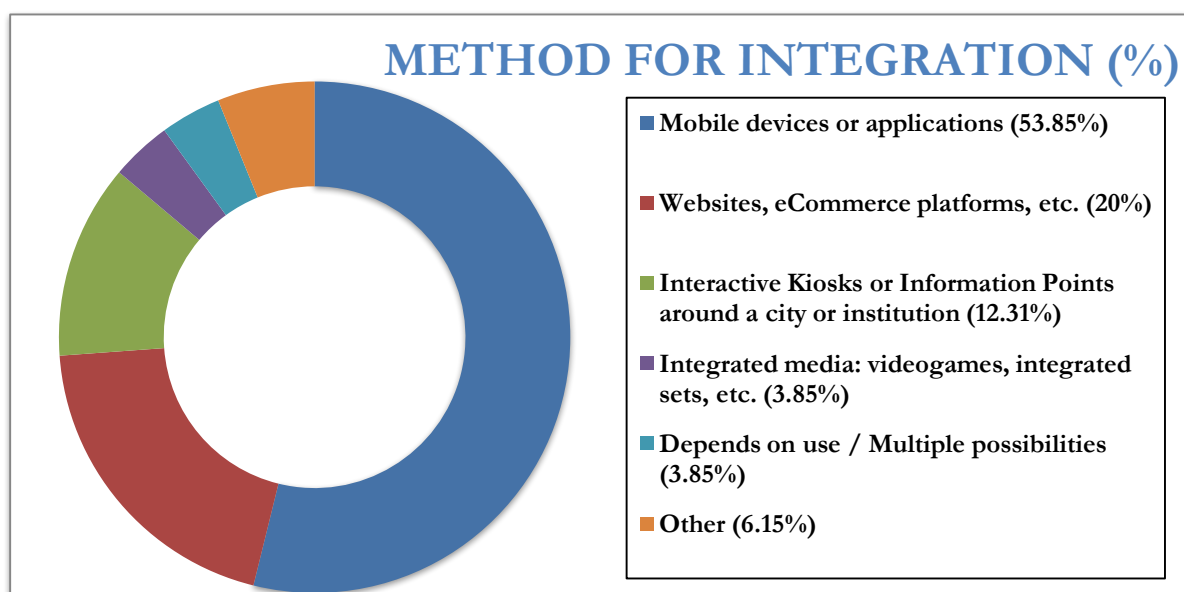 METHOD FOR INTEGRATION (%)
Mobile devices or applications (53.85%)
Websites, eCommerce platforms, etc. (20%)
Interactive Kiosks or Information Points
around a city or institution (12.31%)
Integrated media: videogames, integrated
sets, etc. (3.85%)
Depends on use / Multiple possibilities
(3.85%)
Other (6.15%)